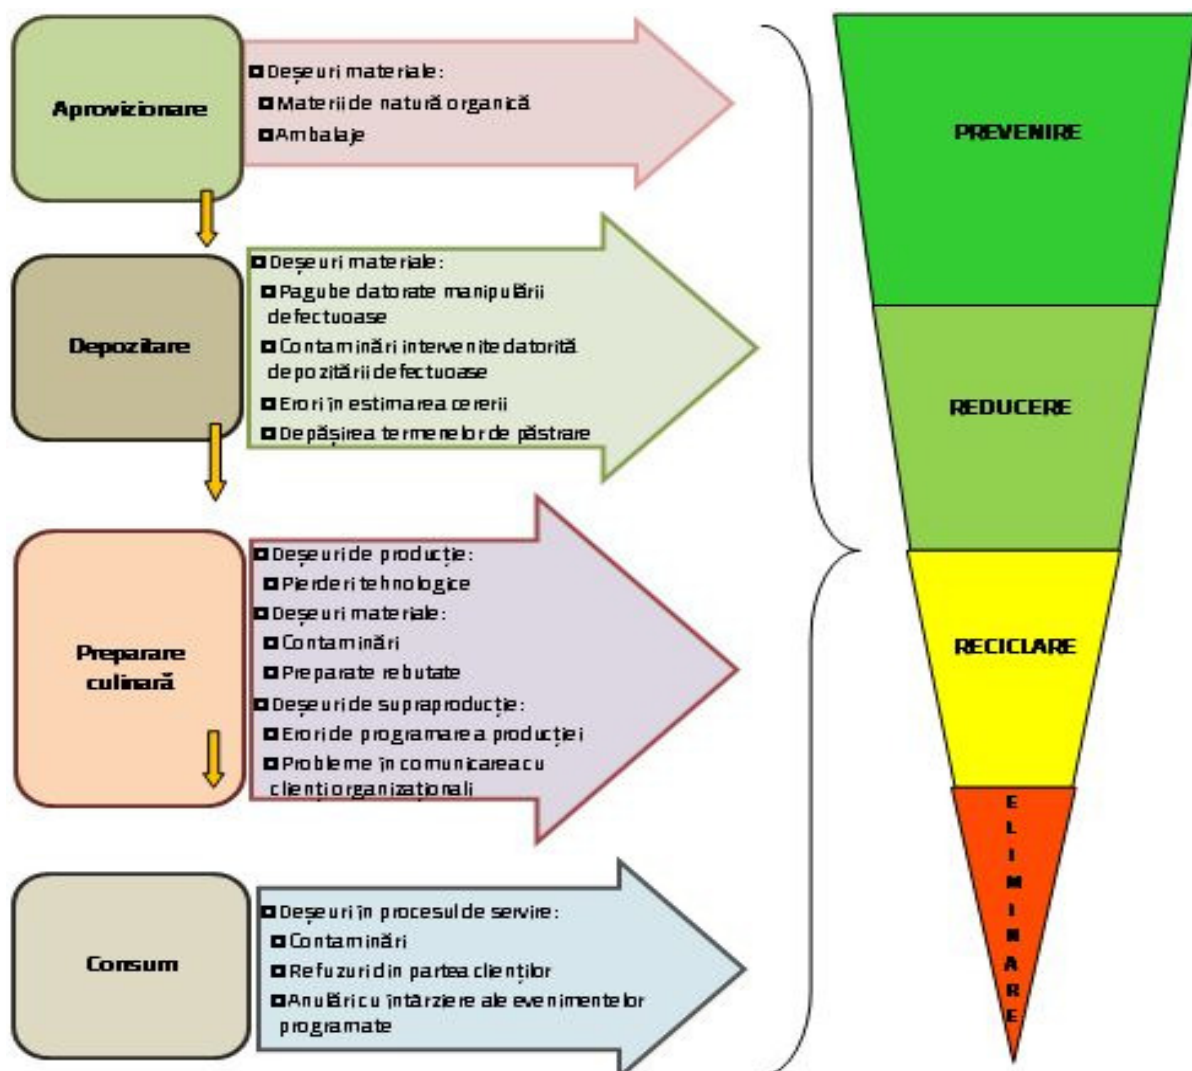 Aprovizionare
Deșeuri materiale:
Materii de natură organică
Ambalaje
Depozitare
Deșeuri materiale:
Pagube datorate manipulării
defectuoase
Contaminări intervenite datorită
depozitării defectuoase
Erori în estimarea cererii
Depășirea termenelor de păstrare
Preparare
culinară
Deșeuri de producție:
Pierderi tehnologice
Deșeuri materiale:
Contaminări
Preparate rebutate
Deșeuri de supraproducție:
Erori de programare a producției
Probleme în comunicarea cu
clienți organizaționali
Consum
Deșeuri în procesul de servire:
Contaminări
Refuzuri din partea clienților
Anulări cu întârziere ale evenimentelor
programate
PREVENIRE
REDUCERE
RECICLARE
ELIMINARE